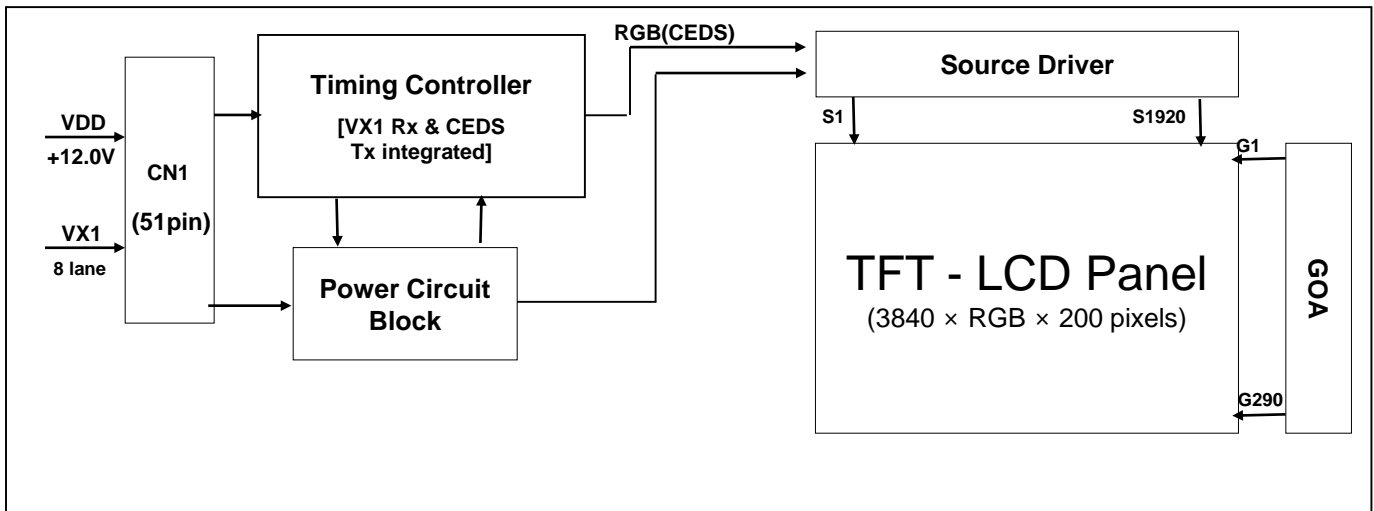 VDD
+12.0V
VX1
8 lane
CN1
(51pin)
Timing Controller
[VX1 Rx & CEDS
Tx integrated]
Power Circuit
Block
RGB(CEDS)
Source Driver
S1
S1920
G1
TFT - LCD Panel
(3840 × RGB × 200 pixels)
G290
GOA